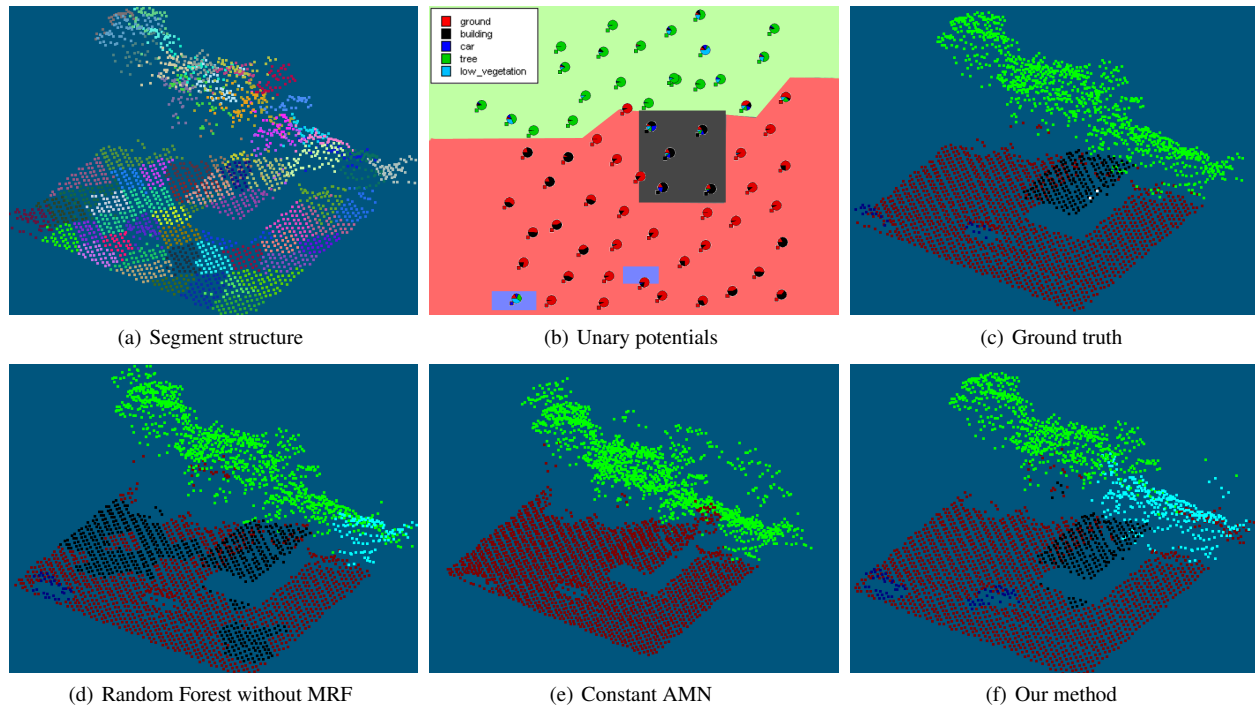 ground
building
car
tree
low_vegetation
(a) Segment structure
(b) Unary potentials
(c) Ground truth
(d) Random Forest without MRF
(e) Constant AMN
(f) Our method